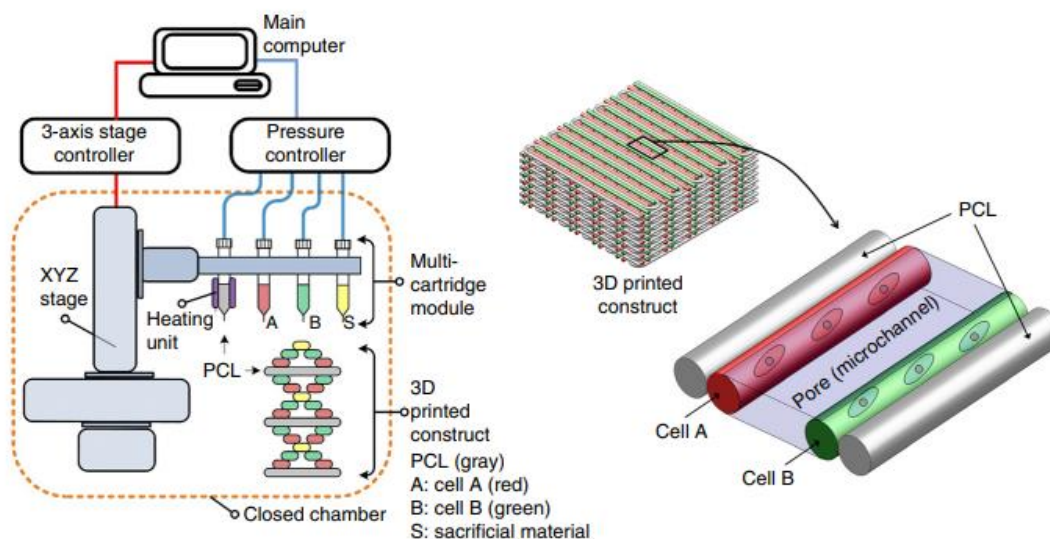 Main
computer
3-axis stage
controller
Pressure
controller
XYZ
stage
Heating
unit
A
B
S
Multi-
cartridge
module
PCL
3D
printed
construct
PCL (gray)
A: cell A (red)
B: cell B (green)
S: sacrificial material
Closed chamber
3D printed
construct
PCL
Pore (microchannel)
Cell A
Cell B